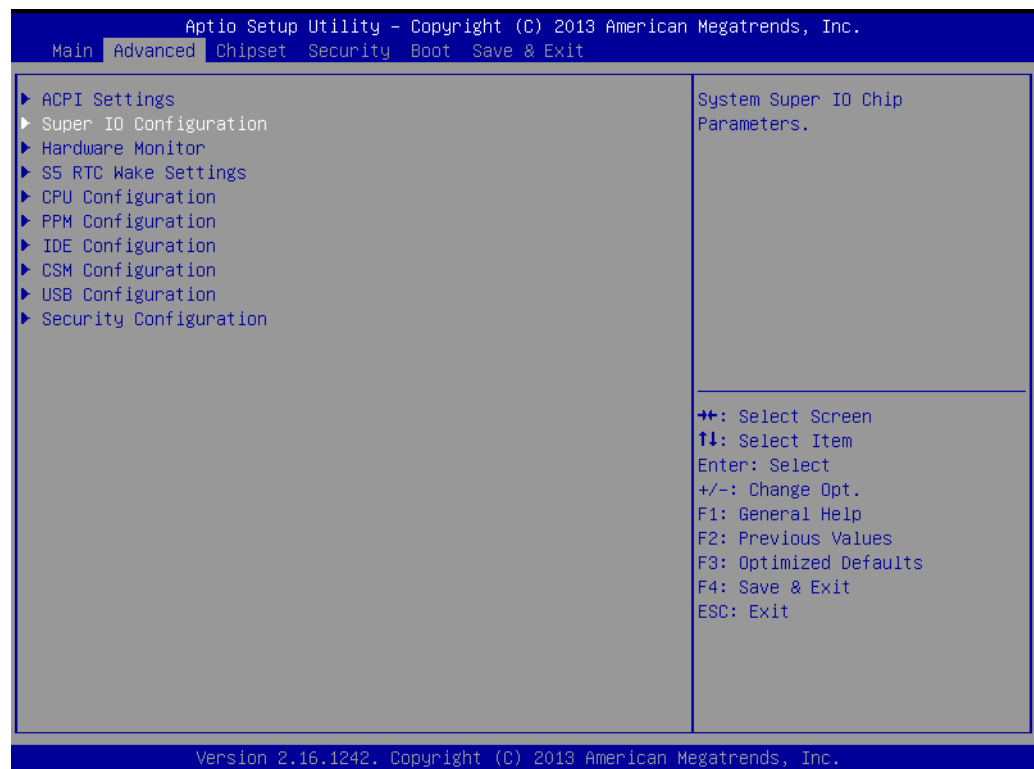 Aptio Setup Utility – Copyright (C) 2013 American Megatrends, Inc.
Main Advanced Chipset Security Boot Save & Exit
▶ ACPI Settings
▶ Super IO Configuration
▶ Hardware Monitor
▶ S5 RTC Wake Settings
▶ CPU Configuration
▶ PPM Configuration
▶ IDE Configuration
▶ CSM Configuration
▶ USB Configuration
▶ Security Configuration
System Super IO Chip
Parameters.
→←: Select Screen
↑↓: Select Item
Enter: Select
+/-: Change Opt.
F1: General Help
F2: Previous Values
F3: Optimized Defaults
F4: Save & Exit
ESC: Exit
Version 2.16.1242. Copyright (C) 2013 American Megatrends, Inc.